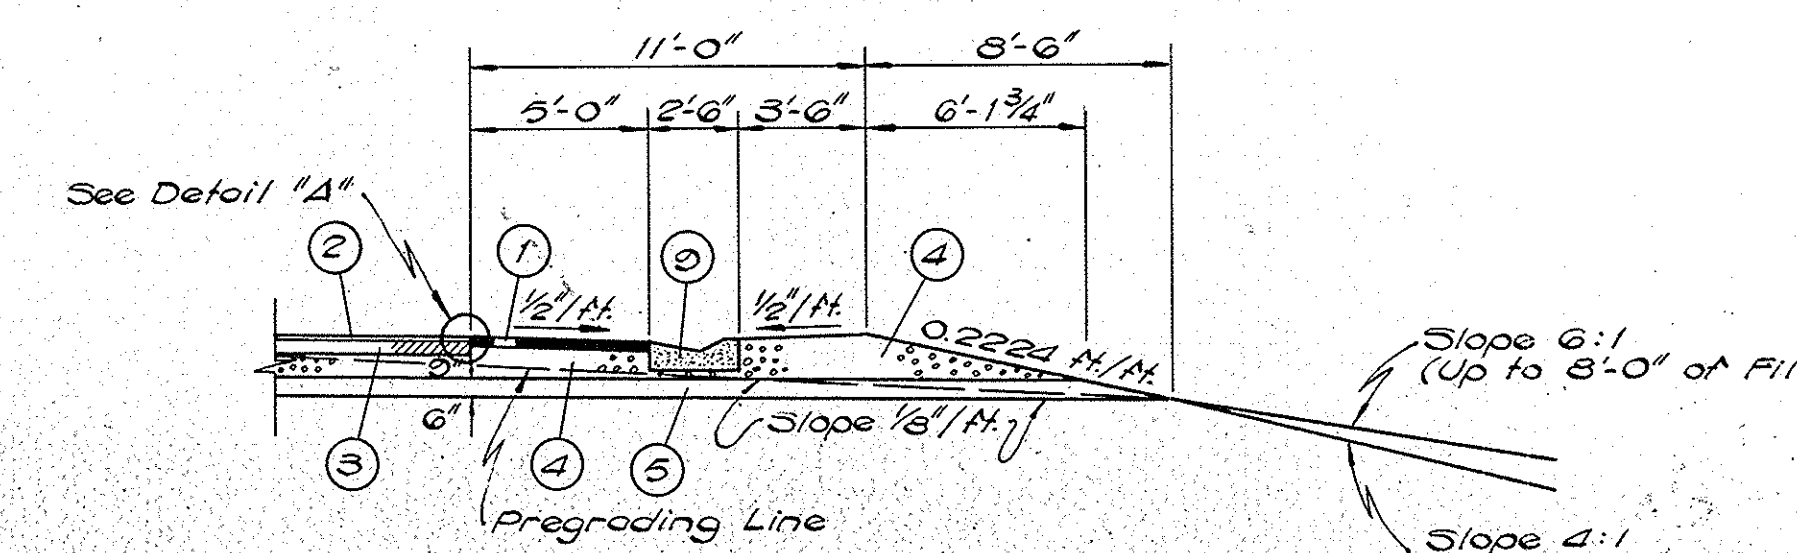 11'-0" 8'-6"
5'-0" 2'-6" 3'-6" 6'-1 3/4"
See Detail "A"
2 1 9 4
1/2"/ft. 1/2"/ft.
0.2224 ft./ft.
Slope 6:1
(Up to 8'-0" of Fil
9"
6" Slope 1/8"/ft.
3 4 5
Pregrading Line
Slope 4:1